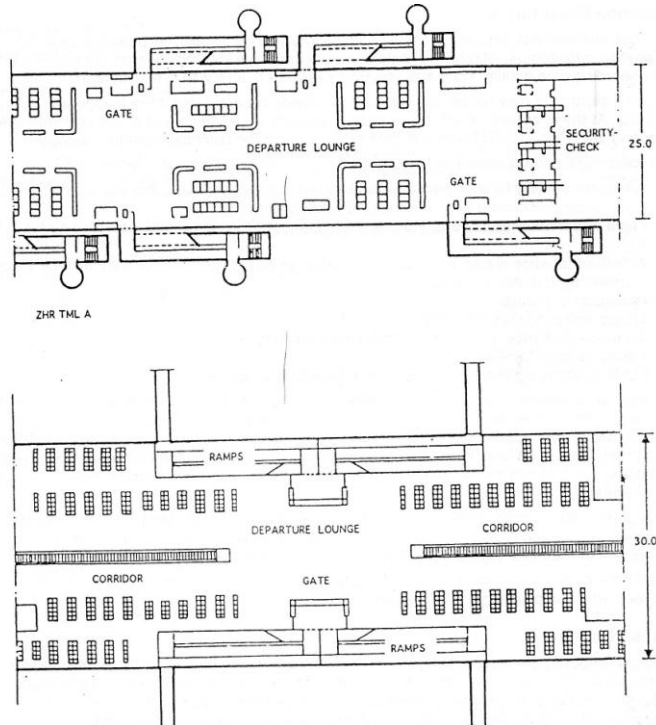 GATE
DEPARTURE LOUNGE
SECURITY-
CHECK
25.0
GATE
ZHR TML A
RAMPS
DEPARTURE LOUNGE
CORRIDOR
30.0
CORRIDOR
GATE
RAMPS